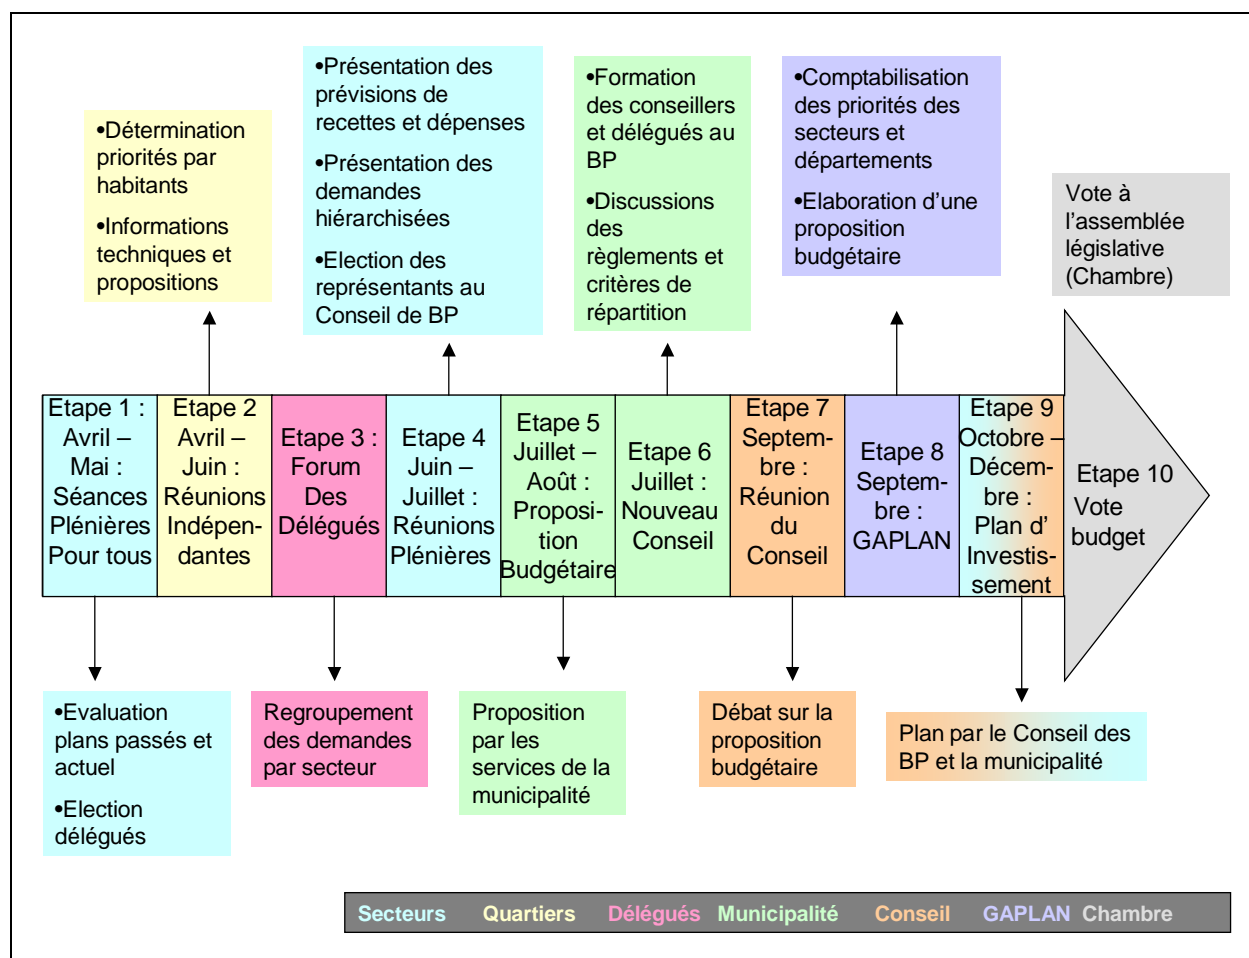 •Détermination
priorités par
habitants
•Informations
techniques et
propositions
•Présentation des
prévisions de
recettes et dépenses
•Présentation des
demandes
hiérarchisées
•Election des
représentants au
Conseil de BP
•Formation
des conseillers
et délégués au
BP
•Discussions
des
règlements et
critères de
répartition
•Comptabilisation
des priorités des
secteurs et
départements
•Elaboration d’une
proposition
budgétaire
Vote à
l’assemblée
législative
(Chambre)
Etape 1 :
Avril –
Mai :
Séances
Plénières
Pour tous
Etape 2
Avril –
Juin :
Réunions
Indépen-
dantes
Etape 3 :
Forum
Des
Délégués
Etape 4
Juin –
Juillet :
Réunions
Plénières
Etape 5
Juillet –
Août :
Proposi-
tion
Budgétaire
Etape 6
Juillet :
Nouveau
Conseil
Etape 7
Septem-
bre :
Réunion
du
Conseil
Etape 8
Septem-
bre :
GAPLAN
Etape 9
Octobre –
Décem-
bre :
Plan d’
Investis-
sement
Etape 10
Vote
budget
•Evaluation
plans passés et
actuel
•Election
délégués
Regroupement
des demandes
par secteur
Proposition
par les
services de la
municipalité
Débat sur la
proposition
budgétaire
Plan par le Conseil des
BP et la municipalité
Secteurs Quartiers Délégués Municipalité Conseil GAPLAN Chambre